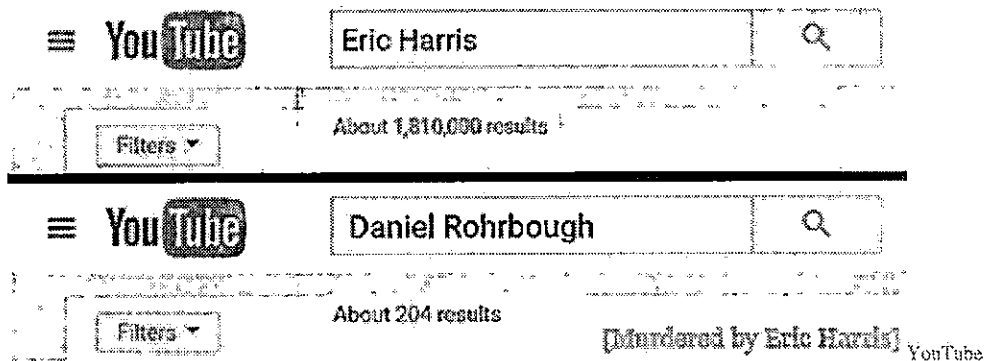 YouTube Eric Harris
About 1,810,000 results
Filters
YouTube Daniel Rohrbough
About 204 results
Filters
[Murdered by Eric Harris] YouTube